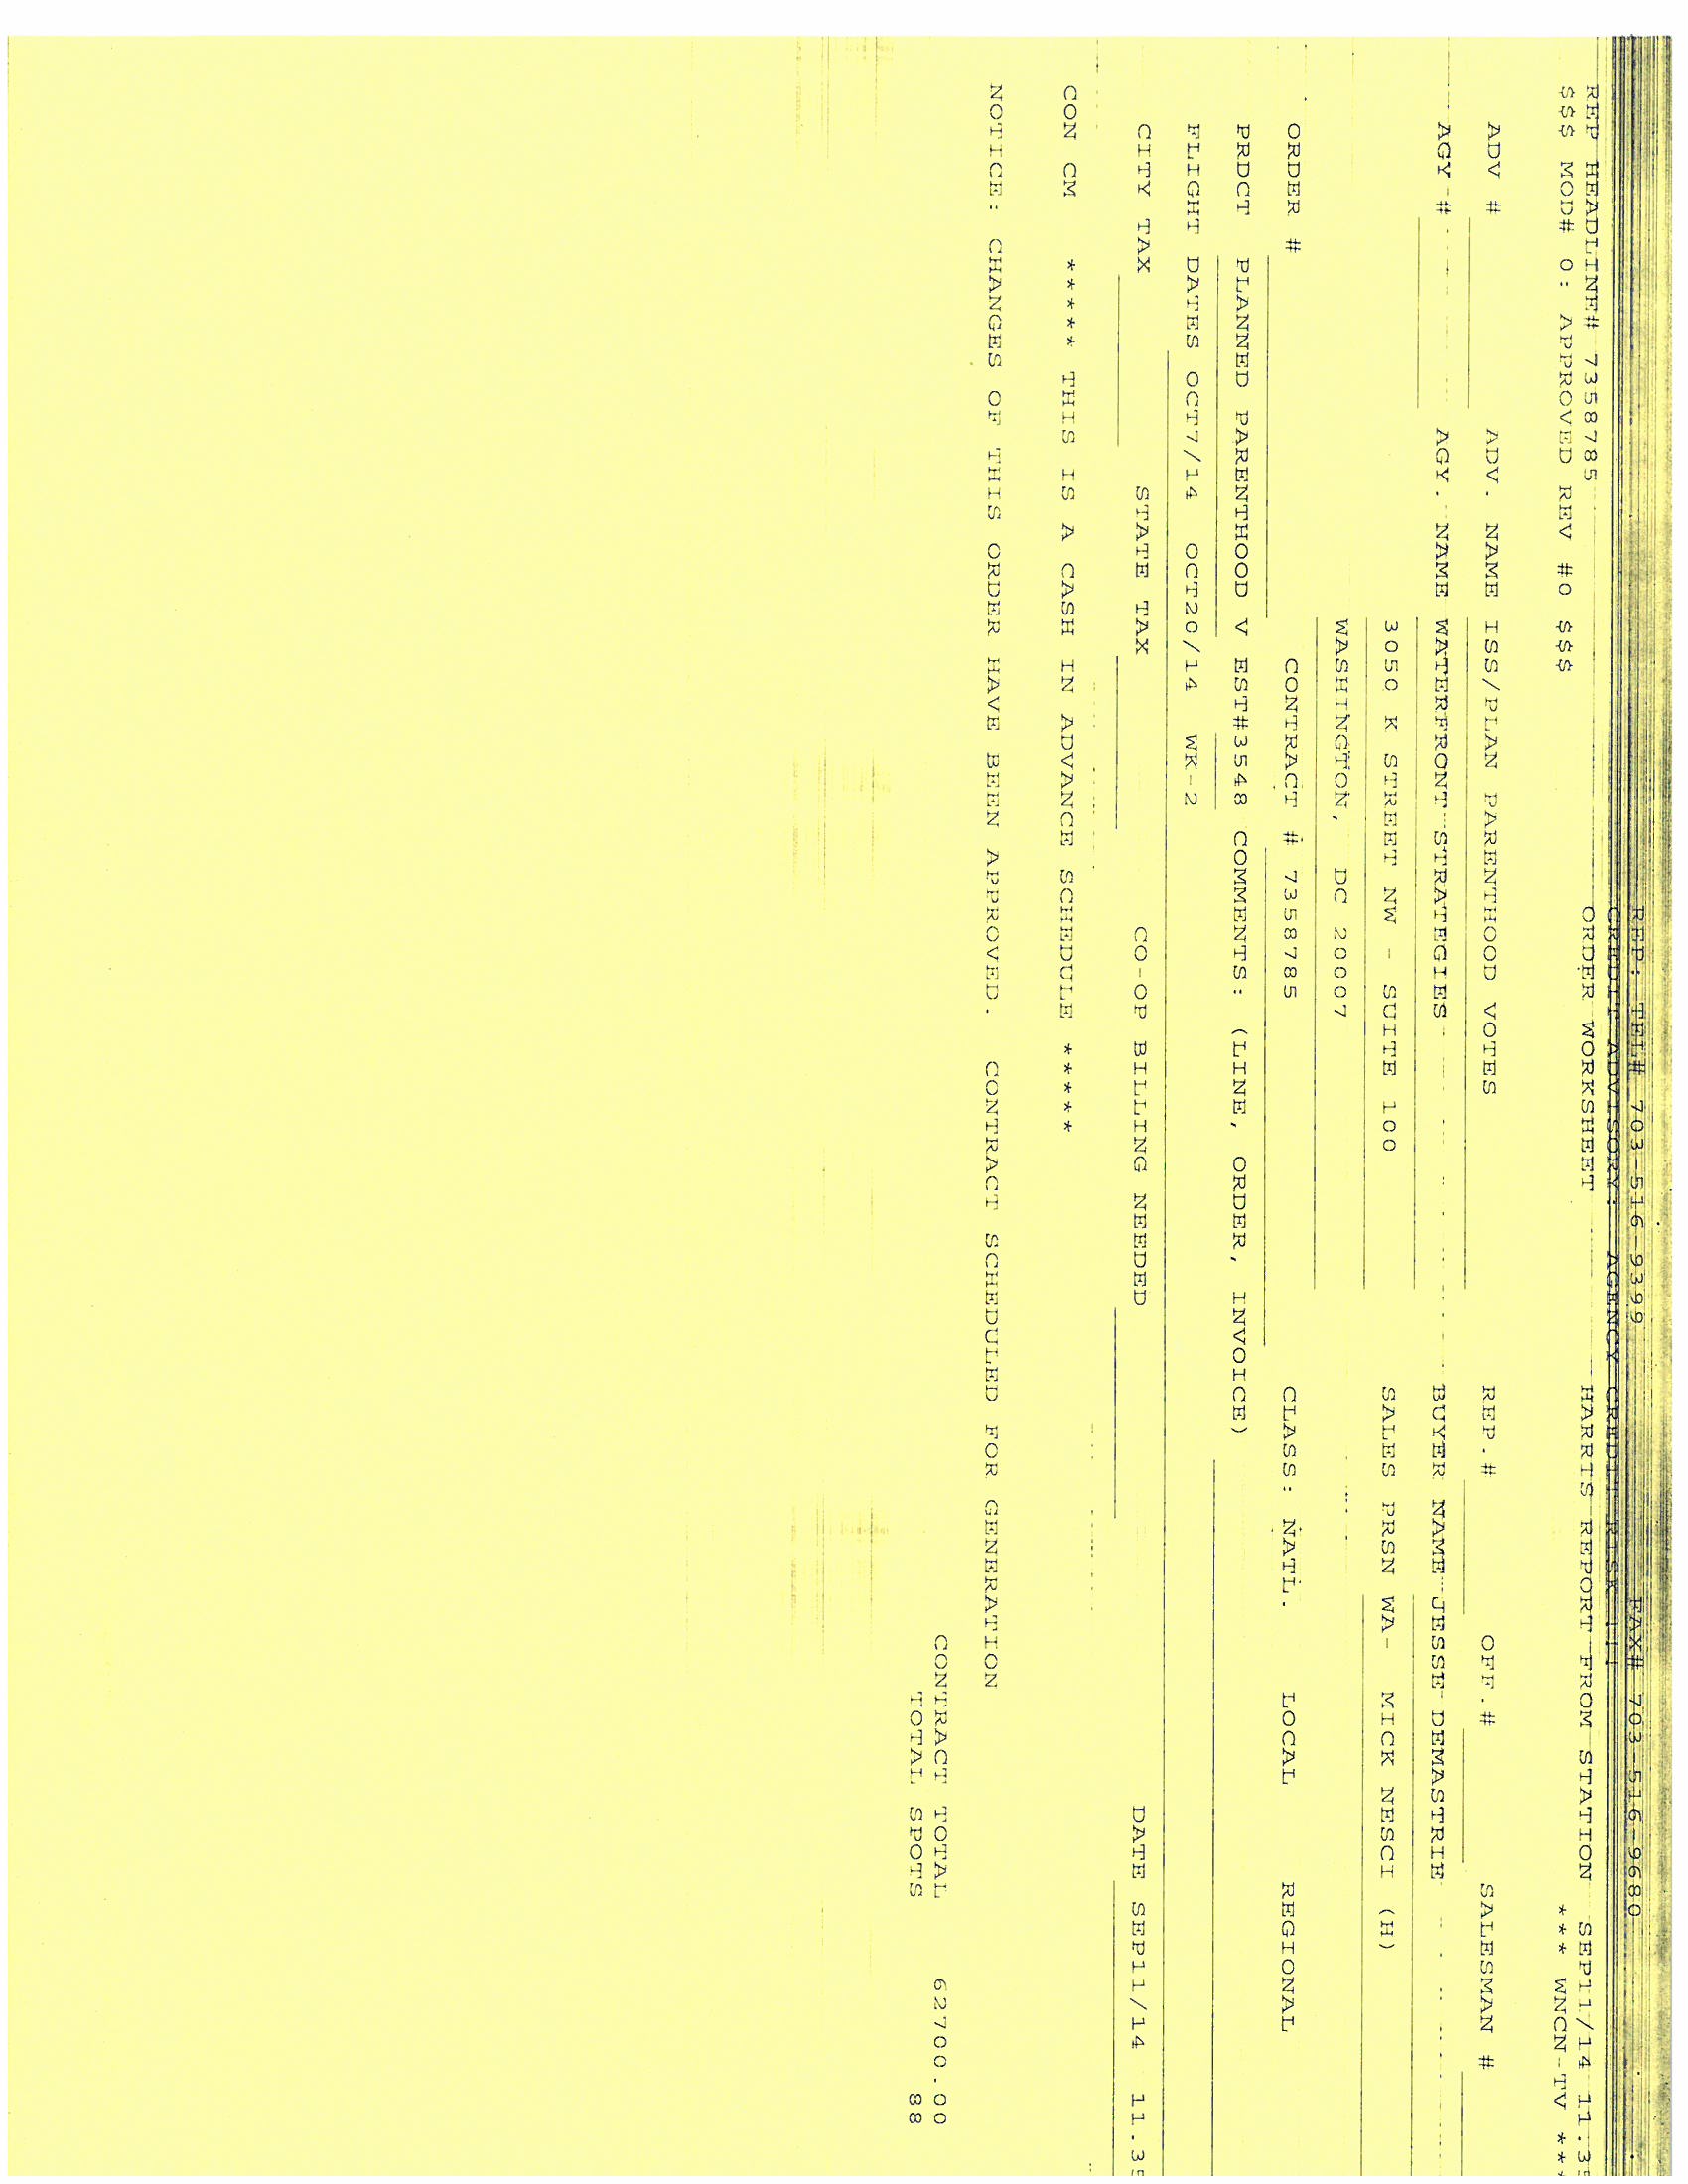 REP. TEL# 703-516-9399 FAX# 703-516-9680
CREDIT ADVISORY: AGENCY CREDIT RISK
ORDER WORKSHEET HARRIS REPORT FROM STATION SEP11/14 11.35
REP HEADLINE# 7358785
$$$ MOD# 0: APPROVED REV #0 $$$ *** WNCN-TV ***
ADV # ADV. NAME ISS/PLAN PARENTHOOD VOTES REP.# OFF.# SALESMAN #
AGY # AGY. NAME WATERFRONT STRATEGIES BUYER NAME JESSE DEMASTRIE
3050 K STREET NW - SUITE 100 SALES PRSN WA- MICK NESCI (H)
WASHINGTON, DC 20007
ORDER # CONTRACT # 7358785 CLASS: NATL. LOCAL REGIONAL
PRDCT PLANNED PARENTHOOD V EST#3548 COMMENTS: (LINE, ORDER, INVOICE)
FLIGHT DATES OCT7/14 OCT20/14 WK-2
CITY TAX STATE TAX CO-OP BILLING NEEDED DATE SEP11/14 11.35
CON CM ***** THIS IS A CASH IN ADVANCE SCHEDULE *****
NOTICE: CHANGES OF THIS ORDER HAVE BEEN APPROVED. CONTRACT SCHEDULED FOR GENERATION
CONTRACT TOTAL 62700.00
TOTAL SPOTS 88